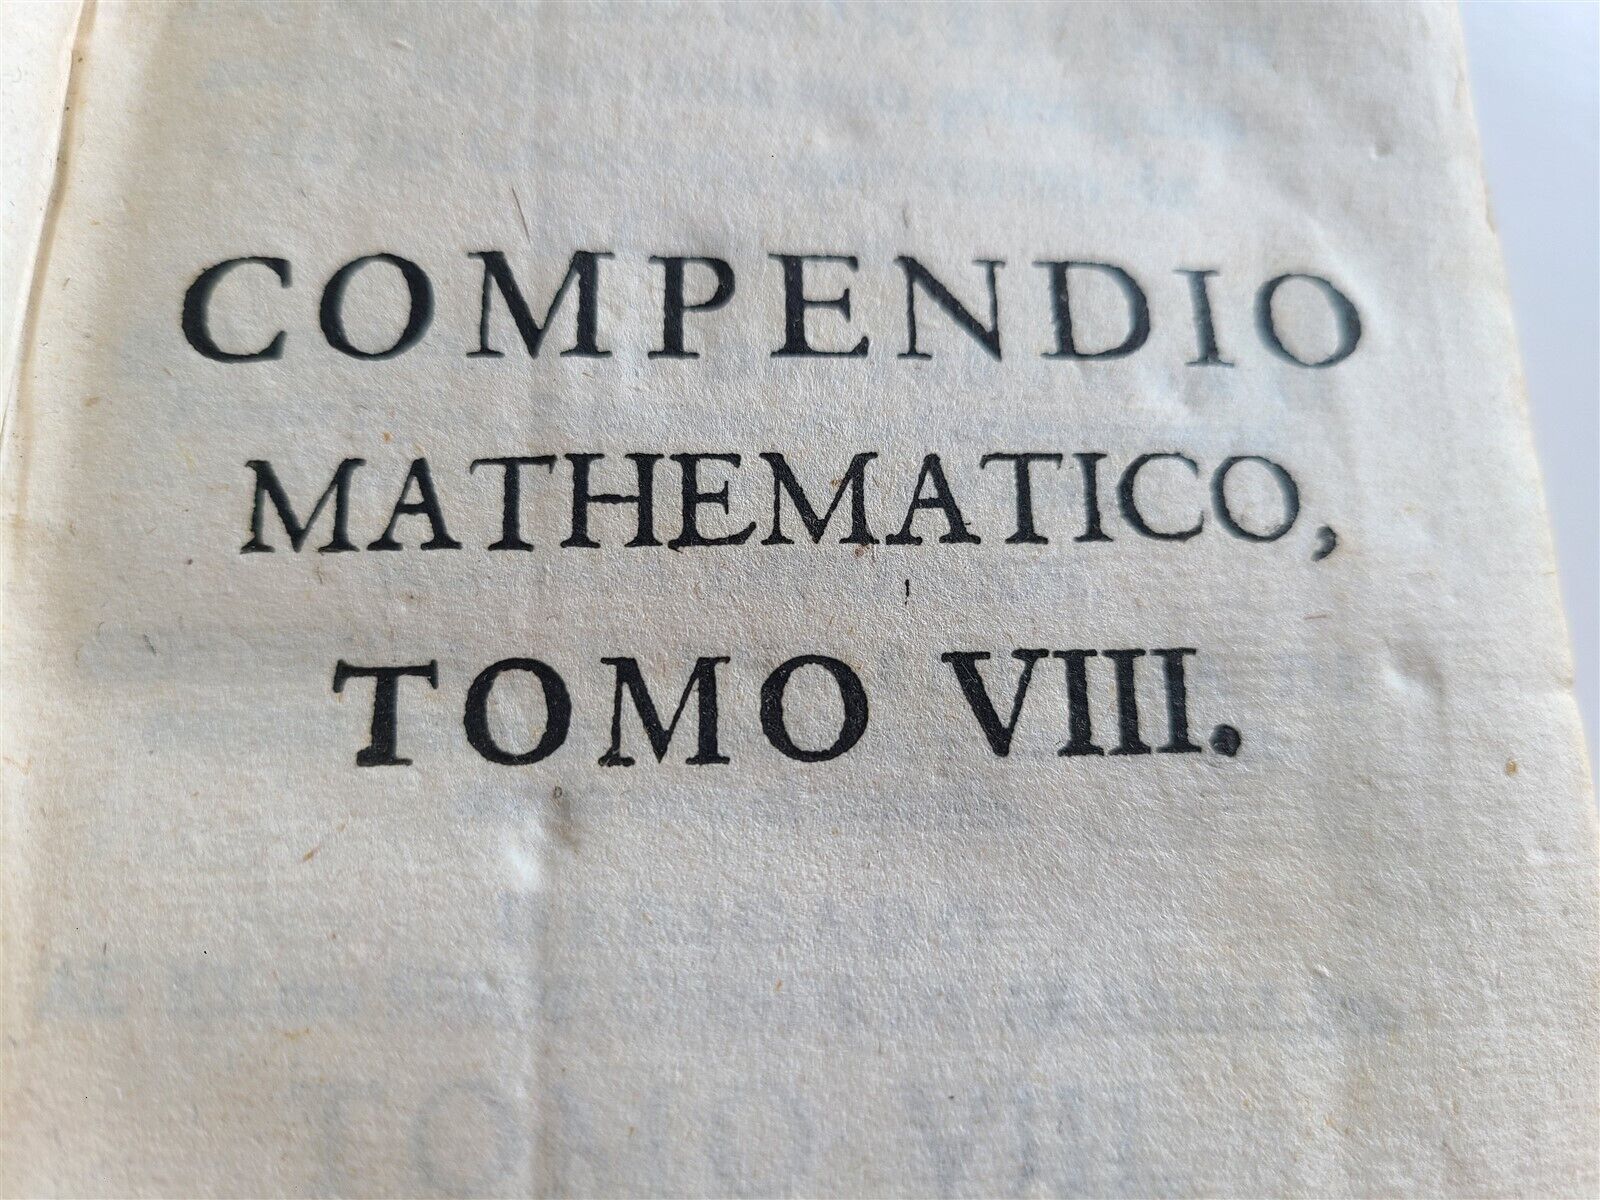 COMPENDIO
MATHEMATICO,
TOMO VIII.